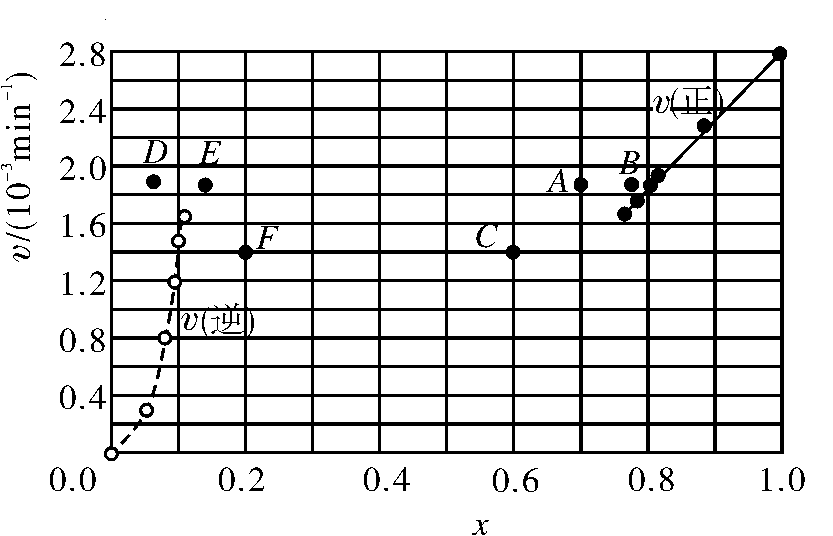 v/(10⁻³min⁻¹)
2.8
2.4
2.0
1.6
1.2
0.8
0.4
0.0
0.2
0.4
0.6
0.8
1.0
x
v(正)
D
E
A
B
F
C
v(逆)